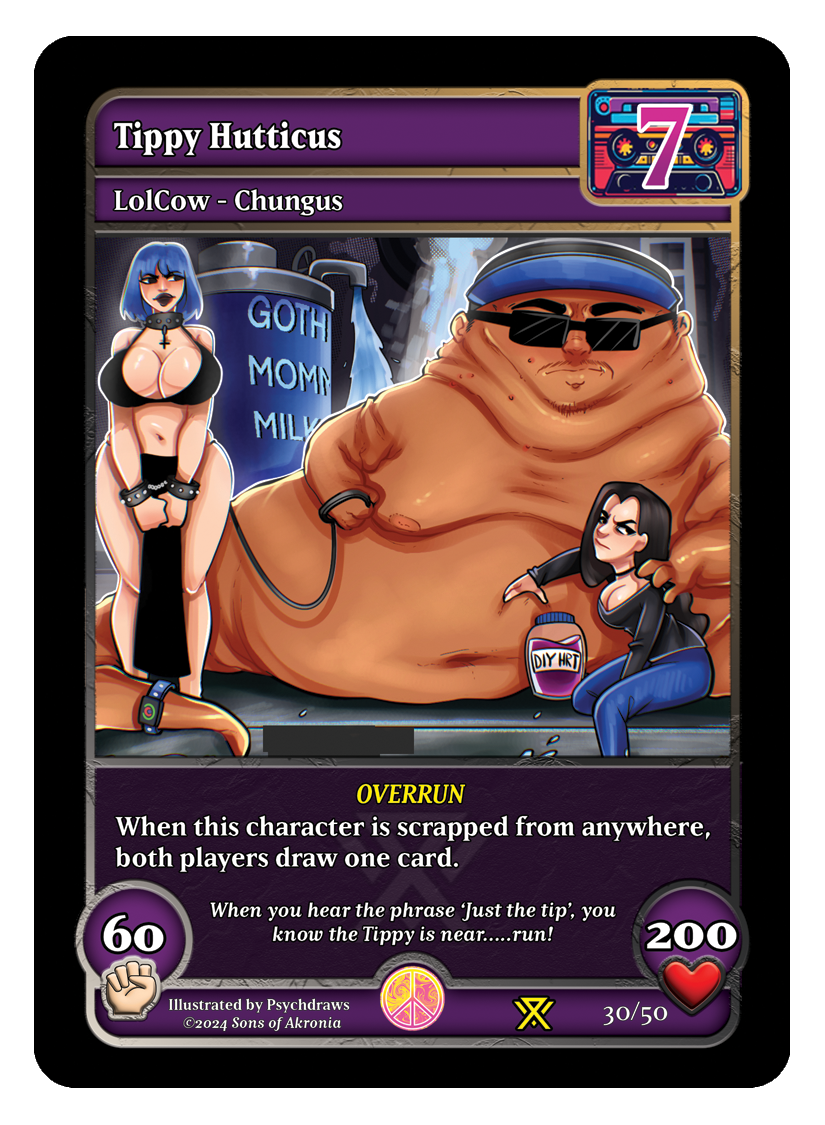 Tippy Hutticus
7
LolCow - Chungus
GOTH
MOMM
MILK
DIY HRT
OVERRUN
When this character is scrapped from anywhere,
both players draw one card.
When you hear the phrase ‘Just the tip’, you
know the Tippy is near.....run!
60
200
Illustrated by Psychdraws
©2024 Sons of Akronia
30/50